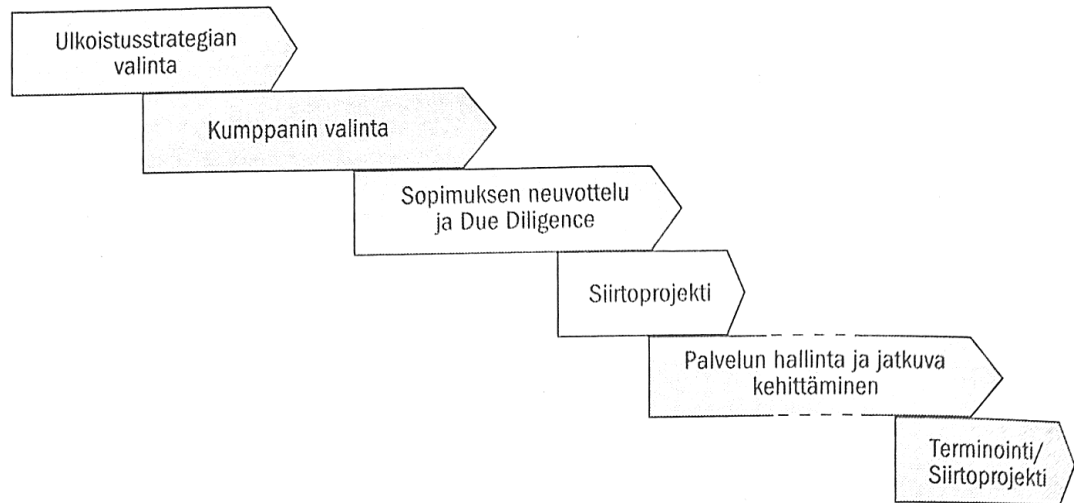 Ulkoistusstrategian
valinta
Kumppanin valinta
Sopimuksen neuvottelu
ja Due Diligence
Siirtoprojekti
Palvelun hallinta ja jatkuva
kehittäminen
Terminointi/
Siirtoprojekti